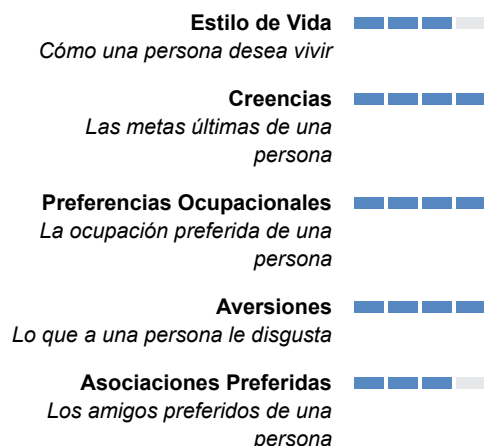 Estilo de Vida
Cómo una persona desea vivir
Creencias
Las metas últimas de una
persona
Preferencias Ocupacionales
La ocupación preferida de una
persona
Aversiones
Lo que a una persona le disgusta
Asociaciones Preferidas
Los amigos preferidos de una
persona